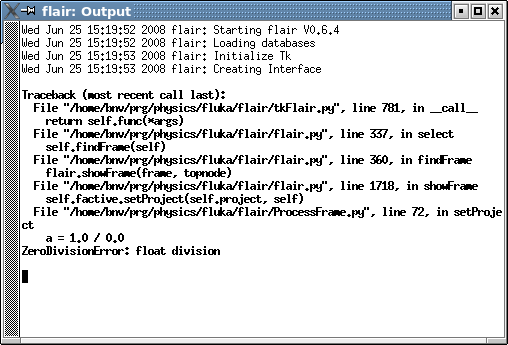 flair: Output
Wed Jun 25 15:19:52 2008 flair: Starting flair V0.6.4
Wed Jun 25 15:19:52 2008 flair: Loading databases
Wed Jun 25 15:19:53 2008 flair: Initialize Tk
Wed Jun 25 15:19:53 2008 flair: Creating Interface
Traceback (most recent call last):
  File "/home/bnv/prg/physics/fluka/flair/tkFlair.py", line 781, in __call__
    return self.func(*args)
  File "/home/bnv/prg/physics/fluka/flair/flair.py", line 337, in select
    self.findFrame(self)
  File "/home/bnv/prg/physics/fluka/flair/flair.py", line 360, in findFrame
    flair.showFrame(frame, topnode)
  File "/home/bnv/prg/physics/fluka/flair/flair.py", line 1718, in showFrame
    self.factive.setProject(self.project, self)
  File "/home/bnv/prg/physics/fluka/flair/ProcessFrame.py", line 72, in setProje
ct
    a = 1.0 / 0.0
ZeroDivisionError: float division